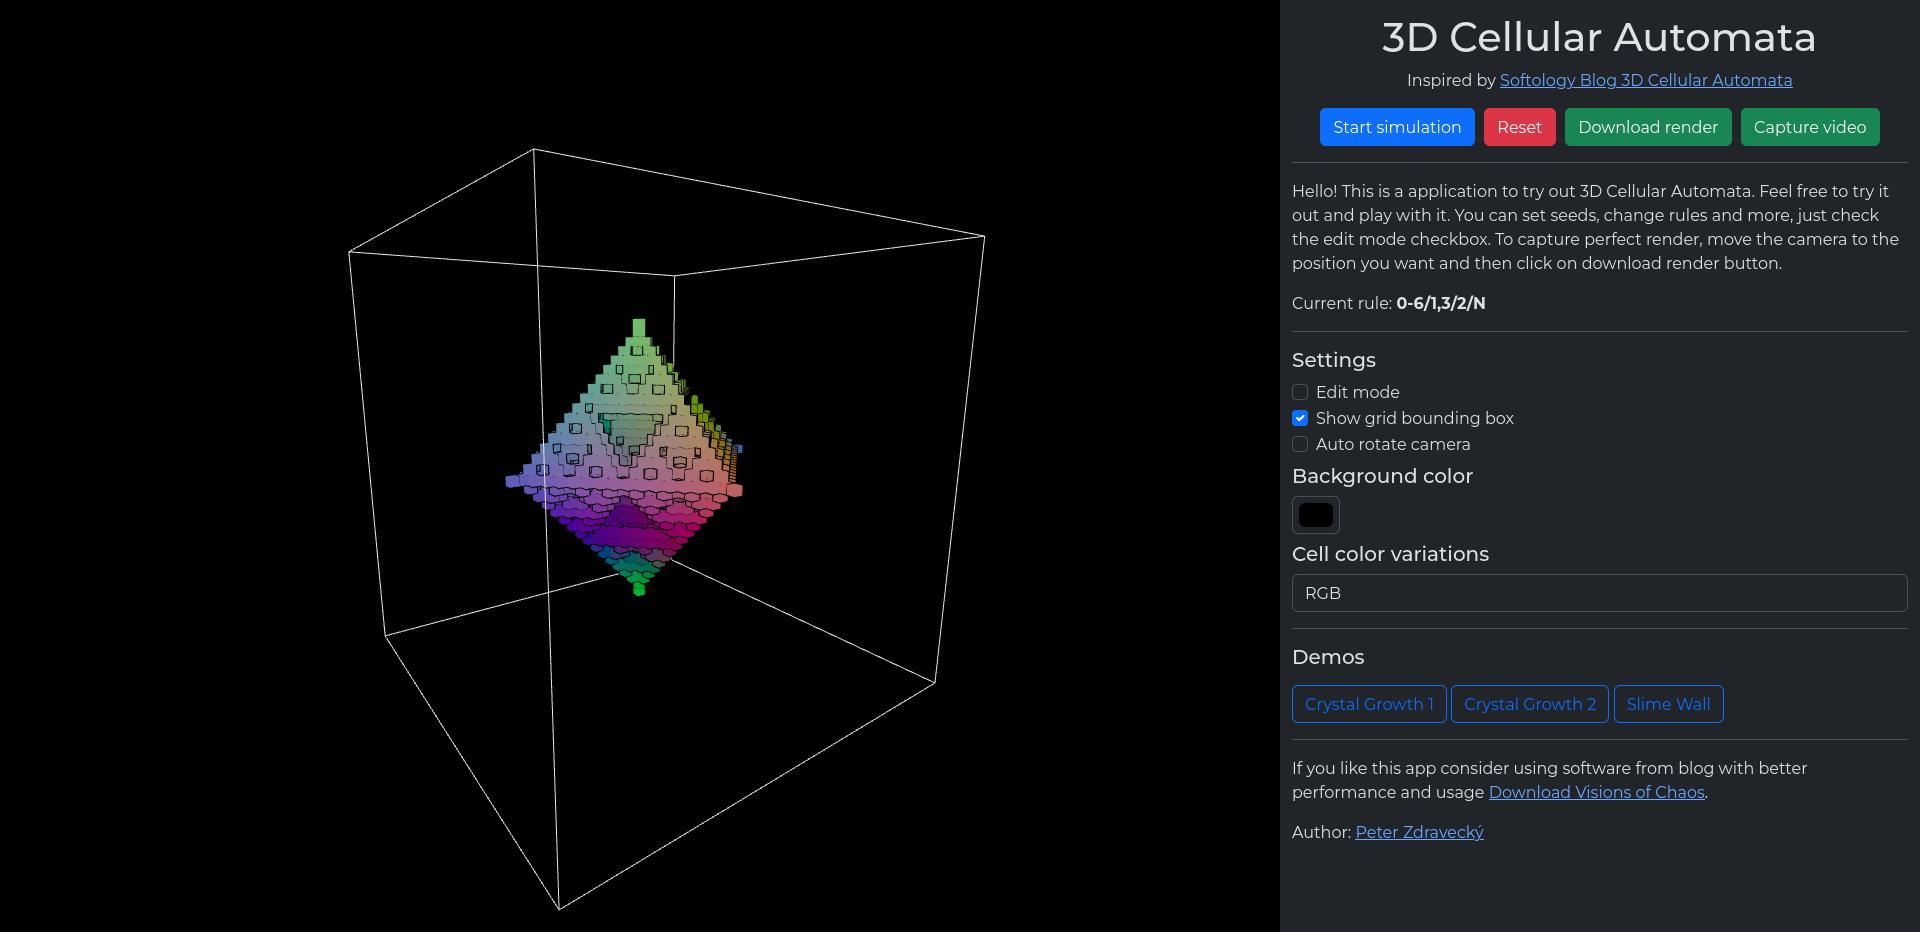 3D Cellular Automata
Inspired by Softology Blog 3D Cellular Automata
Start simulation Reset Download render Capture video
Hello! This is a application to try out 3D Cellular Automata. Feel free to try it
out and play with it. You can set seeds, change rules and more, just check
the edit mode checkbox. To capture perfect render, move the camera to the
position you want and then click on download render button.
Current rule: 0-6/1,3/2/N
Settings
Edit mode
Show grid bounding box
Auto rotate camera
Background color
Cell color variations
RGB
Demos
Crystal Growth 1 Crystal Growth 2 Slime Wall
If you like this app consider using software from blog with better
performance and usage Download Visions of Chaos.
Author: Peter Zdravecký